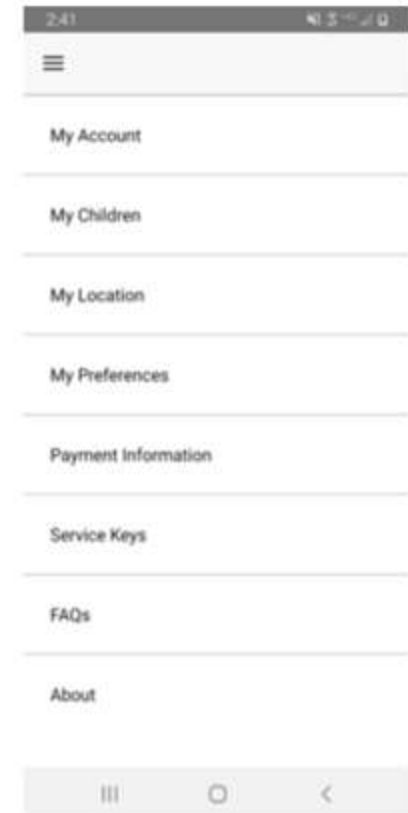 2:41
My Account
My Children
My Location
My Preferences
Payment Information
Service Keys
FAQs
About